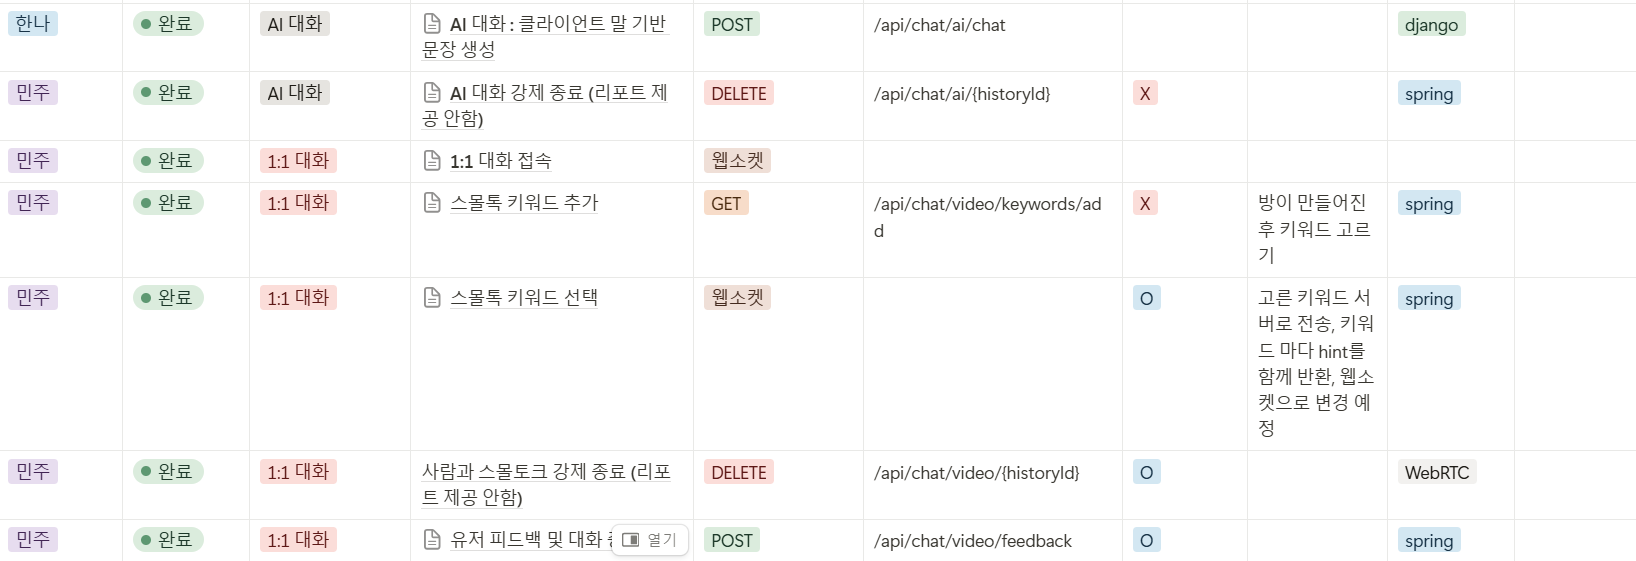 한나 완료 AI 대화 AI 대화 : 클라이언트 말 기반 POST /api/chat/ai/chat django
문장 생성
민주 완료 AI 대화 AI 대화 강제 종료 (리포트 제 DELETE /api/chat/ai/{historyId} X spring
공 안함)
민주 완료 1:1 대화 1:1 대화 접속 웹소켓
민주 완료 1:1 대화 스몰톡 키워드 추가 GET /api/chat/video/keywords/ad X 방이 만들어진 spring
d 후 키워드 고르
기
민주 완료 1:1 대화 스몰톡 키워드 선택 웹소켓 O 고른 키워드 서 spring
버로 전송, 키워
드 마다 hint를
함께 반환, 웹소
켓으로 변경 예
정
민주 완료 1:1 대화 사람과 스몰토크 강제 종료 (리포 DELETE /api/chat/video/{historyId} O WebRTC
트 제공 안함)
민주 완료 1:1 대화 유저 피드백 및 대화 열기 POST /api/chat/video/feedback O spring